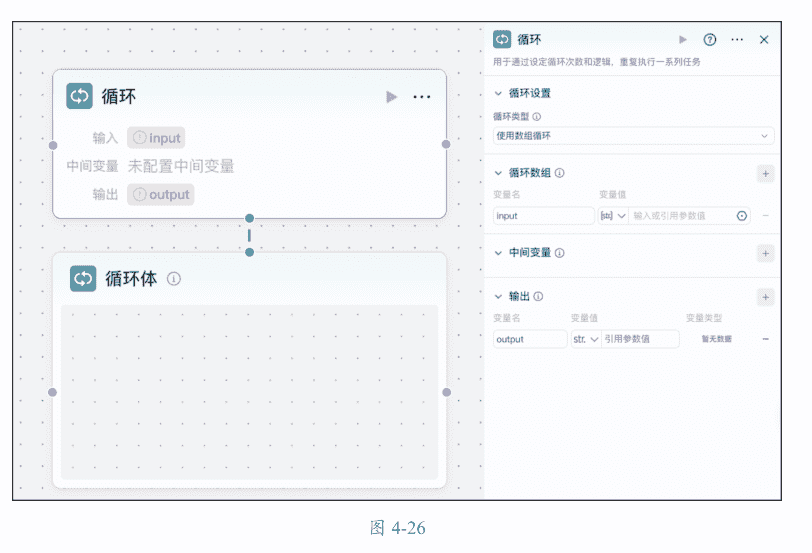 循环
输入 input
中间变量 未配置中间变量
输出 output
循环体
循环
用于通过设定循环次数和逻辑，重复执行一系列任务
循环设置
循环类型
使用数组循环
循环数组
变量名 变量值
input [str] 输入或引用参数值
中间变量
输出
变量名 变量值 变量类型
output str. 引用参数值 暂无数据
图 4-26